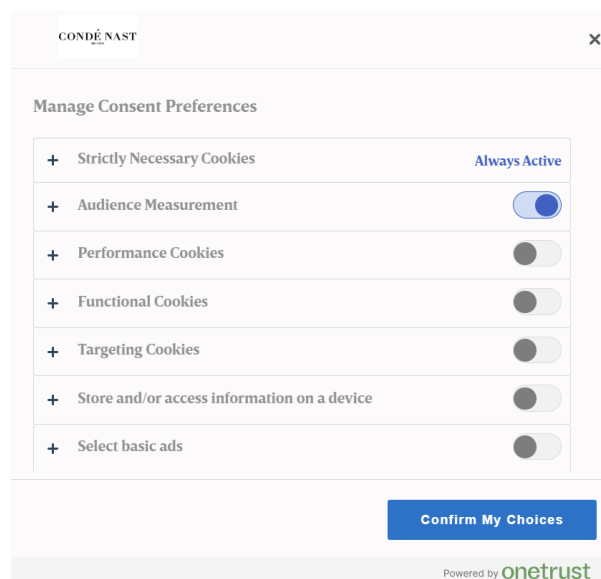 CONDÉ NAST
Manage Consent Preferences
Strictly Necessary Cookies Always Active
Audience Measurement
Performance Cookies
Functional Cookies
Targeting Cookies
Store and/or access information on a device
Select basic ads
Confirm My Choices
Powered by onetrust